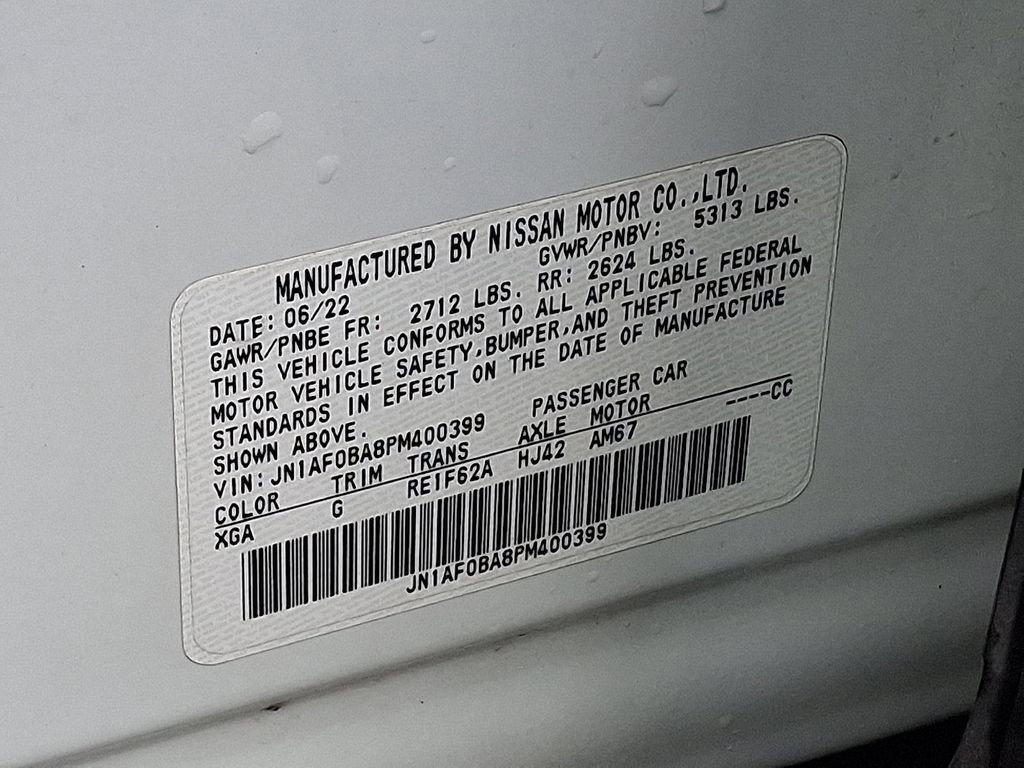 MANUFACTURED BY NISSAN MOTOR CO.,LTD.
DATE: 06/22 GVWR/PNBV: 5313 LBS.
GAWR/PNBE FR: 2712 LBS. RR: 2624 LBS.
THIS VEHICLE CONFORMS TO ALL APPLICABLE FEDERAL
MOTOR VEHICLE SAFETY,BUMPER,AND THEFT PREVENTION
STANDARDS IN EFFECT ON THE DATE OF MANUFACTURE
SHOWN ABOVE.
VIN: JN1AF0BA8PM400399 PASSENGER CAR
COLOR TRIM TRANS AXLE MOTOR ----CC
XGA G RE1F62A HJ42 AM67
JN1AF0BA8PM400399